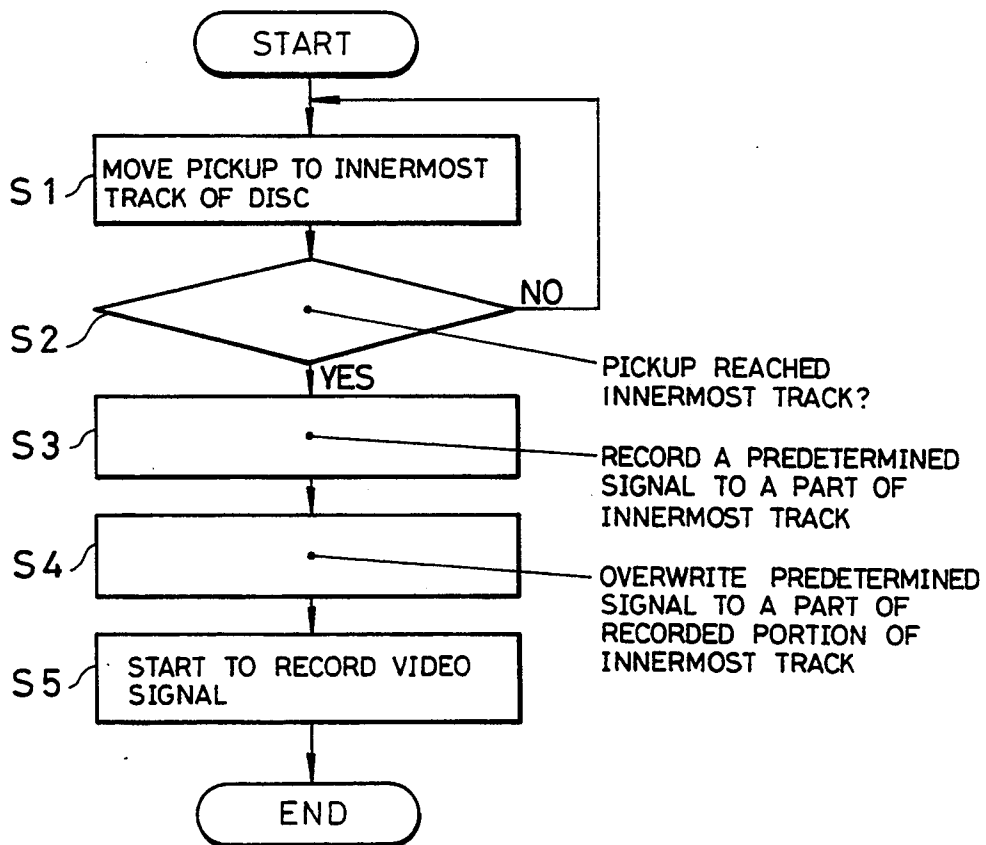 START
S1
MOVE PICKUP TO INNERMOST
TRACK OF DISC
S2
NO
PICKUP REACHED
INNERMOST TRACK?
YES
S3
RECORD A PREDETERMINED
SIGNAL TO A PART OF
INNERMOST TRACK
S4
OVERWRITE PREDETERMINED
SIGNAL TO A PART OF
RECORDED PORTION OF
INNERMOST TRACK
S5
START TO RECORD VIDEO
SIGNAL
END